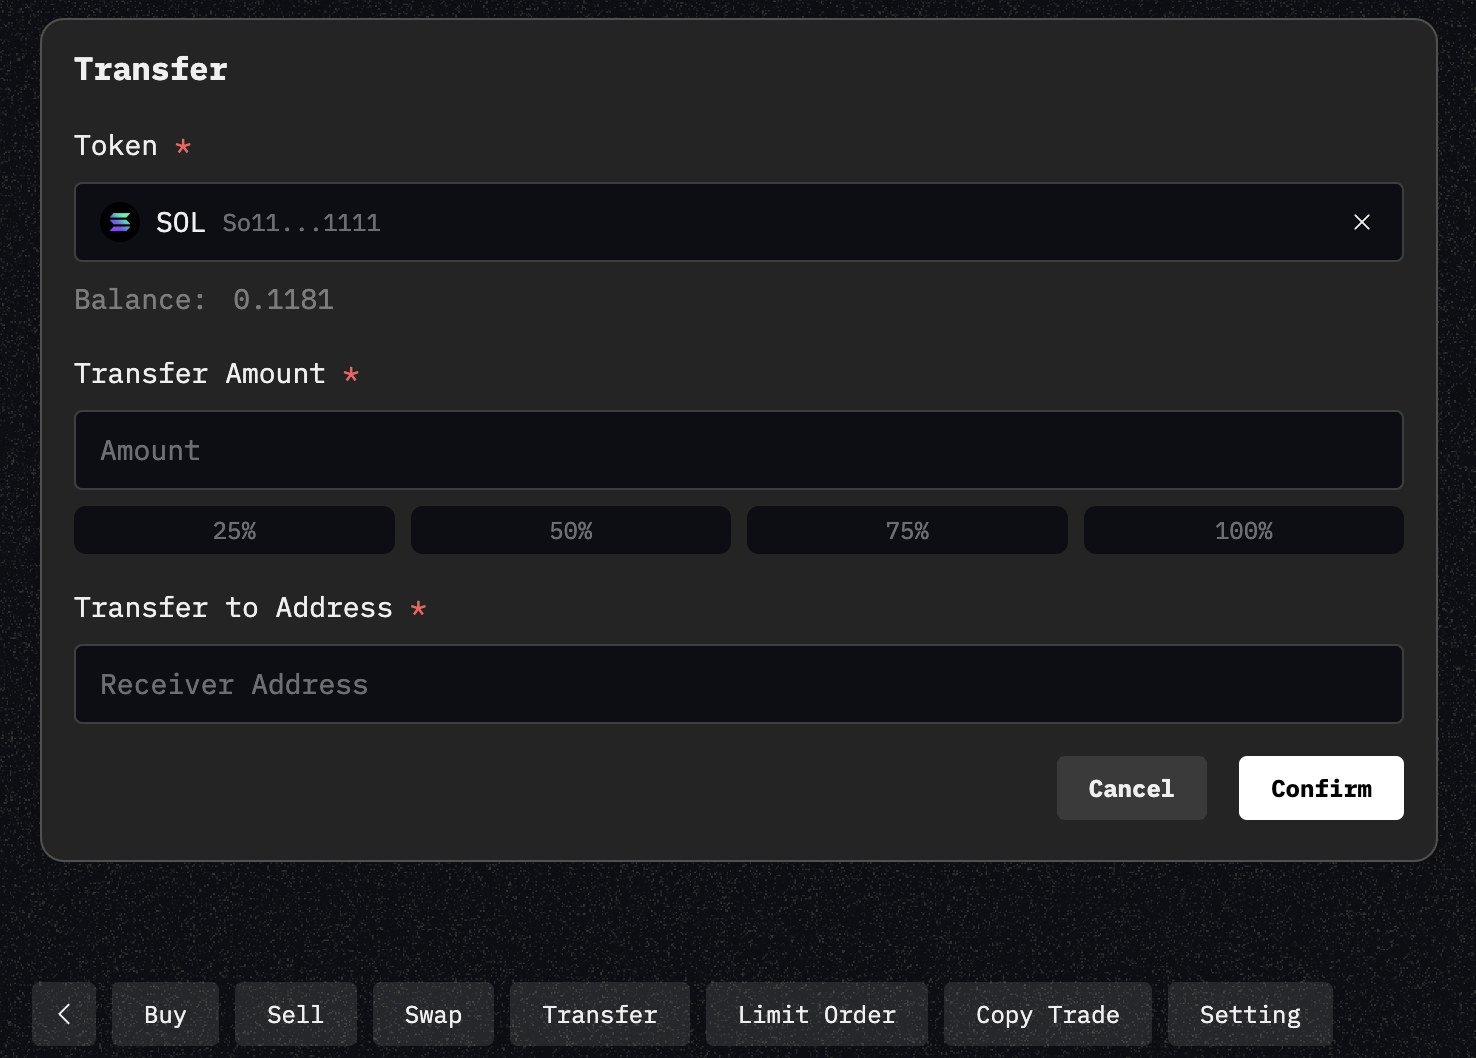 Transfer
Token *
SOL So11...1111
Balance: 0.1181
Transfer Amount *
Amount
25% 50% 75% 100%
Transfer to Address *
Receiver Address
Cancel Confirm
Buy Sell Swap Transfer Limit Order Copy Trade Setting